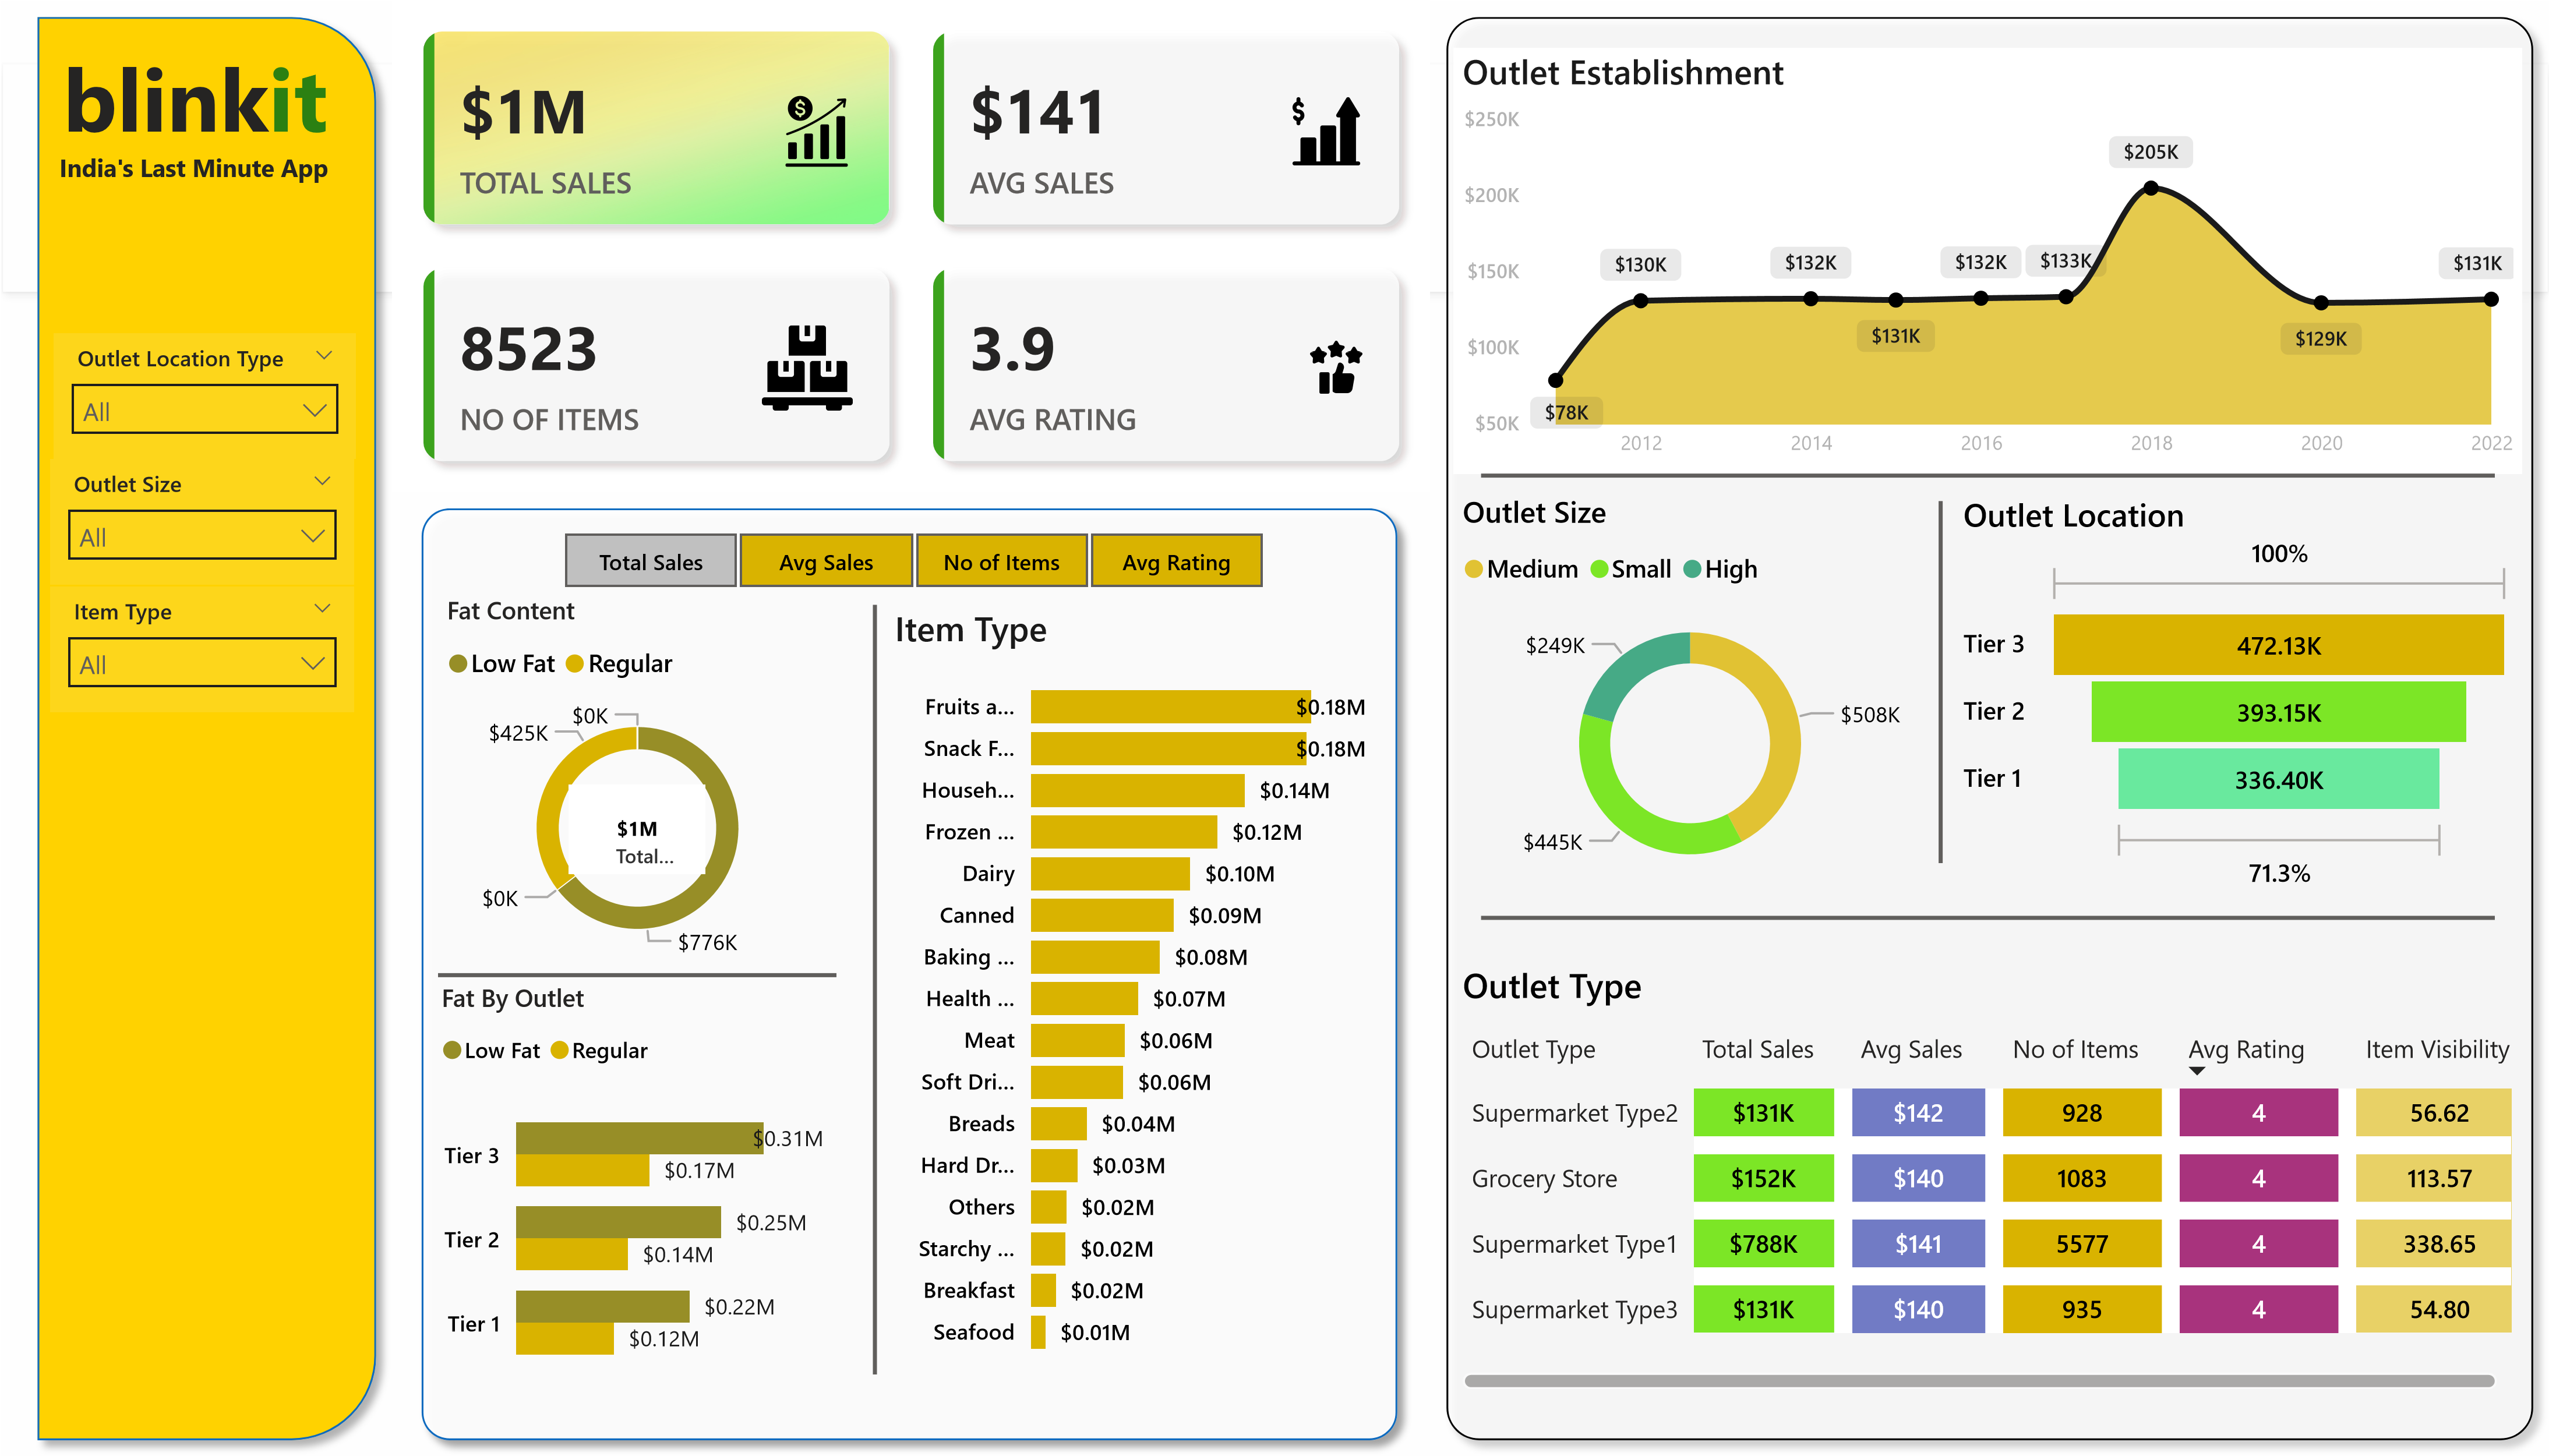 blinkit
India's Last Minute App
Outlet Location Type
All
Outlet Size
All
Item Type
All
$1M
TOTAL SALES
$141
AVG SALES
8523
NO OF ITEMS
3.9
AVG RATING
Total Sales
Avg Sales
No of Items
Avg Rating
Fat Content
Low Fat Regular
$0K
$425K
$1M
Total...
$0K
$776K
Fat By Outlet
Low Fat Regular
Tier 3
$0.31M
$0.17M
Tier 2
$0.25M
$0.14M
Tier 1
$0.22M
$0.12M
Item Type
Fruits a... $0.18M
Snack F... $0.18M
Househ... $0.14M
Frozen ... $0.12M
Dairy $0.10M
Canned $0.09M
Baking ... $0.08M
Health ... $0.07M
Meat $0.06M
Soft Dri... $0.06M
Breads $0.04M
Hard Dr... $0.03M
Others $0.02M
Starchy ... $0.02M
Breakfast $0.02M
Seafood $0.01M
Outlet Establishment
$250K
$200K
$150K
$100K
$50K
$78K
$130K
$132K
$131K
$132K
$133K
$205K
$129K
$131K
2012 2014 2016 2018 2020 2022
Outlet Size
Medium Small High
$249K
$508K
$445K
Outlet Location
100%
Tier 3 472.13K
Tier 2 393.15K
Tier 1 336.40K
71.3%
Outlet Type
Outlet Type Total Sales Avg Sales No of Items Avg Rating Item Visibility
Supermarket Type2 $131K $142 928 4 56.62
Grocery Store $152K $140 1083 4 113.57
Supermarket Type1 $788K $141 5577 4 338.65
Supermarket Type3 $131K $140 935 4 54.80